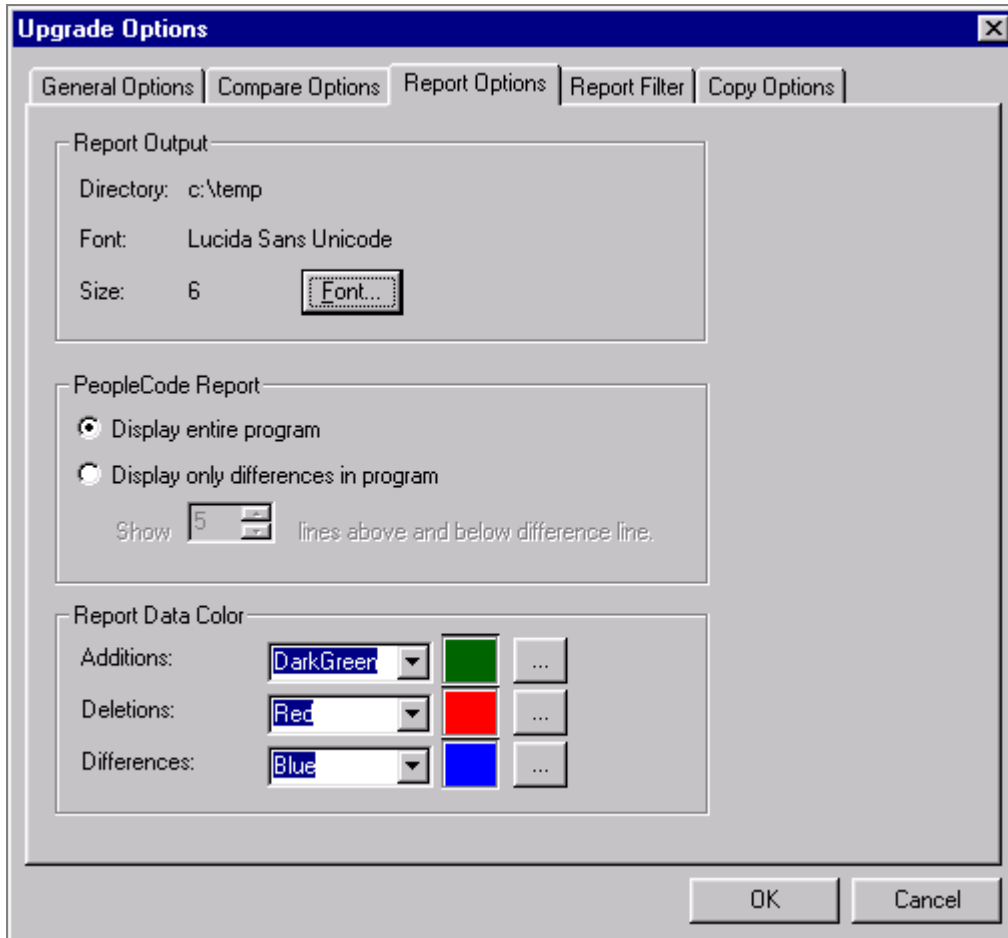 Upgrade Options
General Options Compare Options Report Options Report Filter Copy Options
Report Output
Directory: c:\temp
Font: Lucida Sans Unicode
Size: 6 Font...
PeopleCode Report
Display entire program
Display only differences in program
Show 5 lines above and below difference line.
Report Data Color
Additions: DarkGreen ...
Deletions: Red ...
Differences: Blue ...
OK Cancel